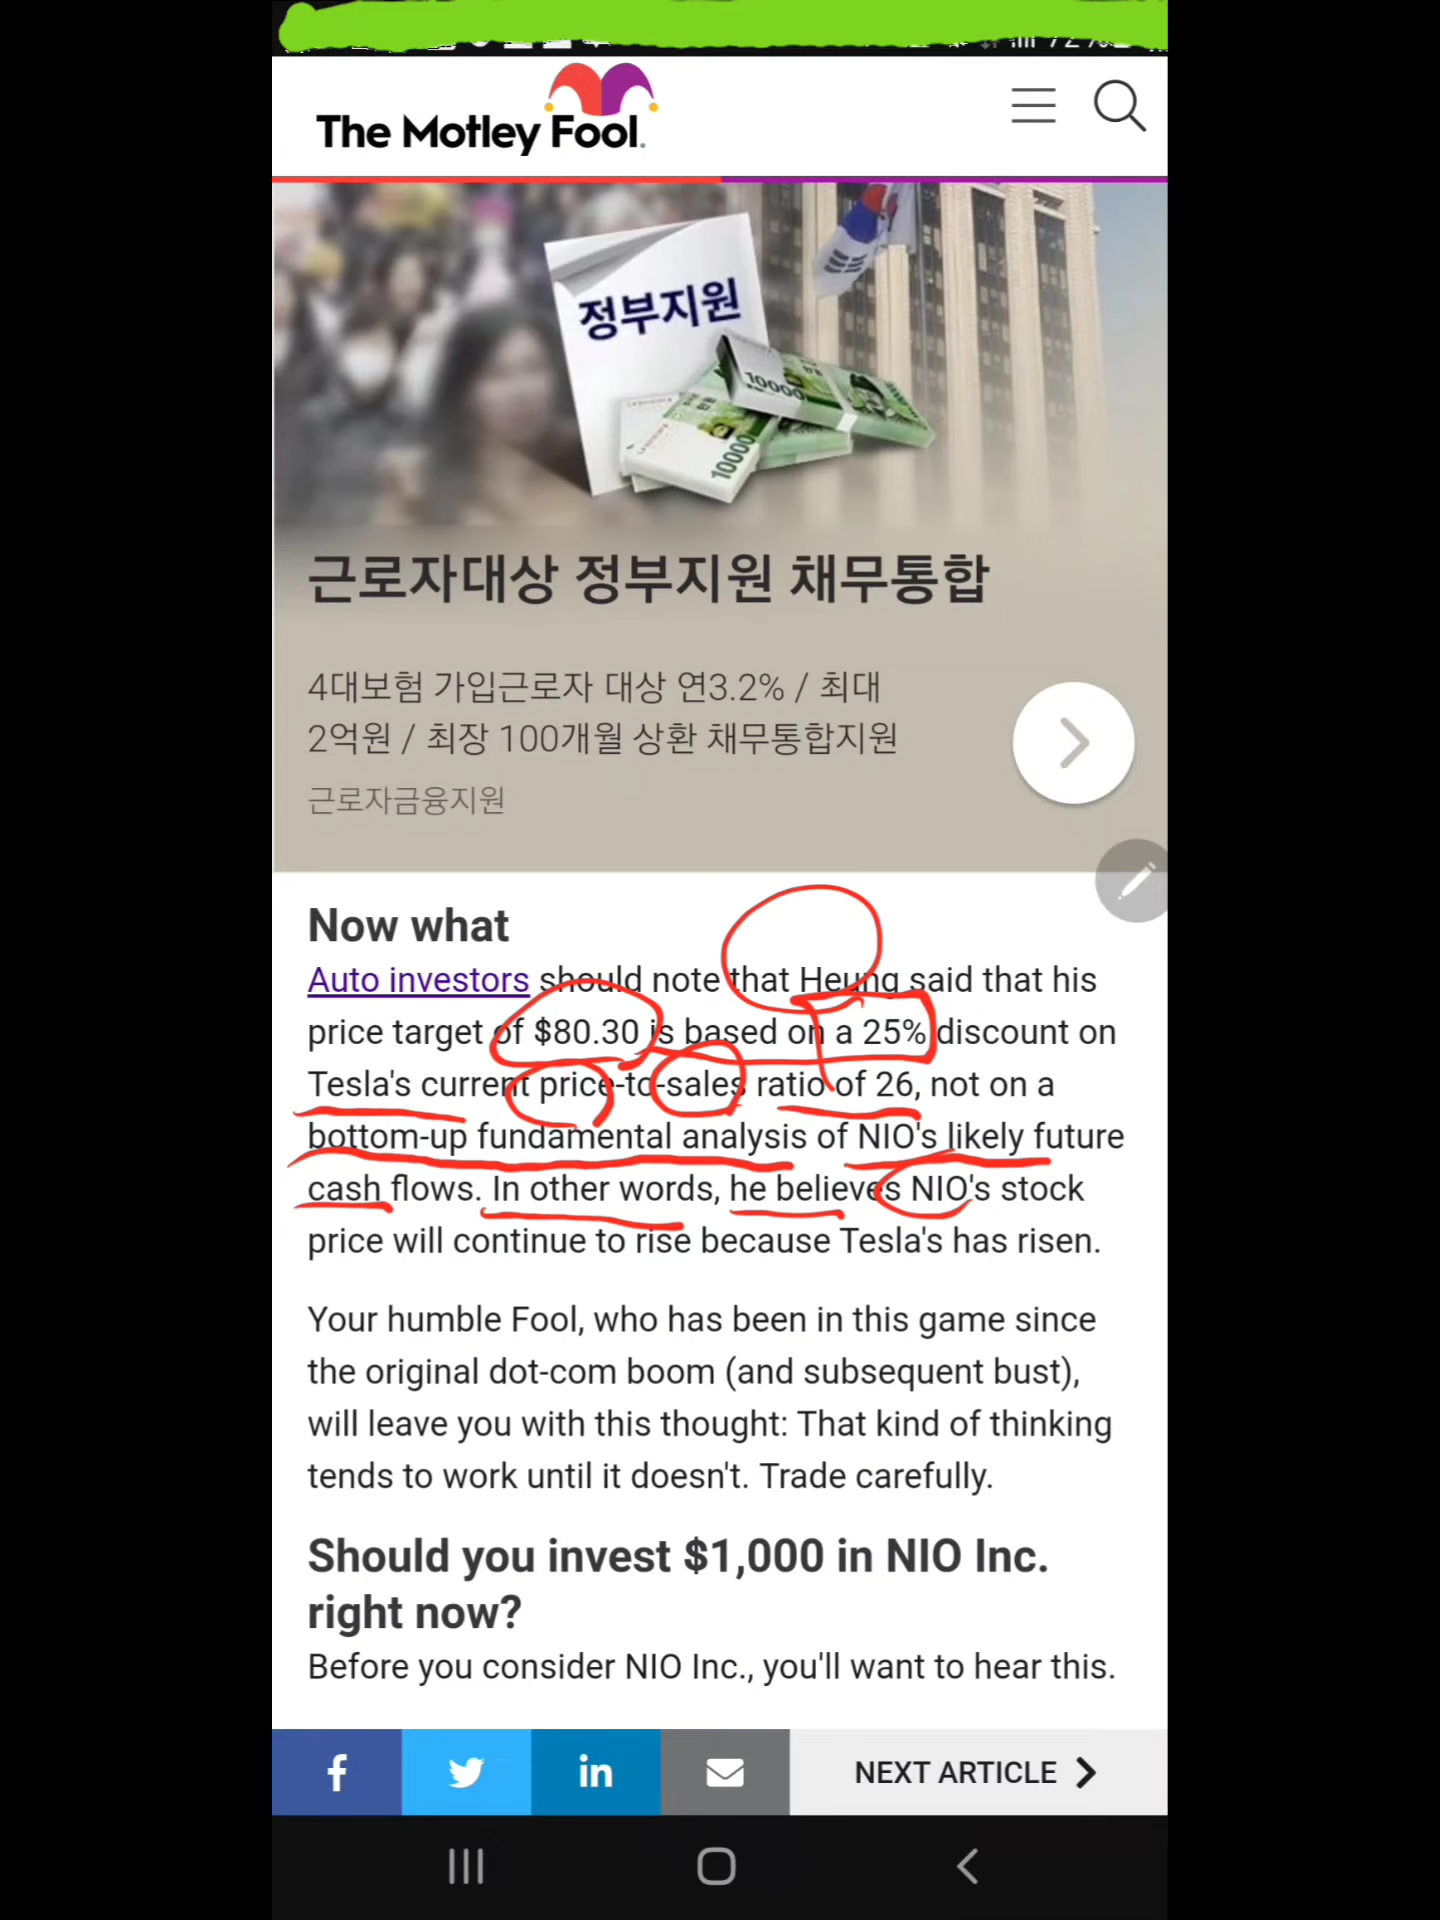 The Motley Fool.
정부지원
10000
10000
근로자대상 정부지원 채무통합
4대보험 가입근로자 대상 연3.2% / 최대
2억원 / 최장 100개월 상환 채무통합지원
근로자금융지원
Now what
Auto investors should note that Heung said that his
price target of $80.30 is based on a 25% discount on
Tesla's current price-to-sales ratio of 26, not on a
bottom-up fundamental analysis of NIO's likely future
cash flows. In other words, he believes NIO's stock
price will continue to rise because Tesla's has risen.
Your humble Fool, who has been in this game since
the original dot-com boom (and subsequent bust),
will leave you with this thought: That kind of thinking
tends to work until it doesn't. Trade carefully.
Should you invest $1,000 in NIO Inc.
right now?
Before you consider NIO Inc., you'll want to hear this.
NEXT ARTICLE